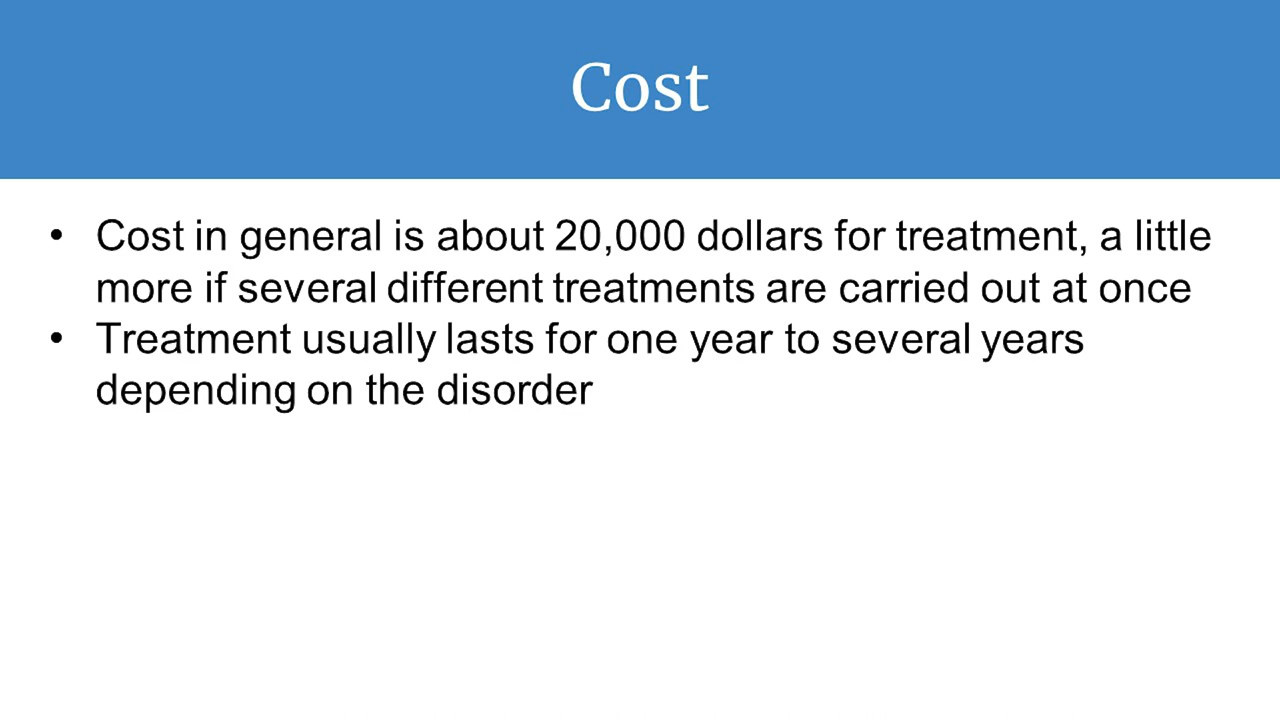 Cost
• Cost in general is about 20,000 dollars for treatment, a little
more if several different treatments are carried out at once
• Treatment usually lasts for one year to several years
depending on the disorder